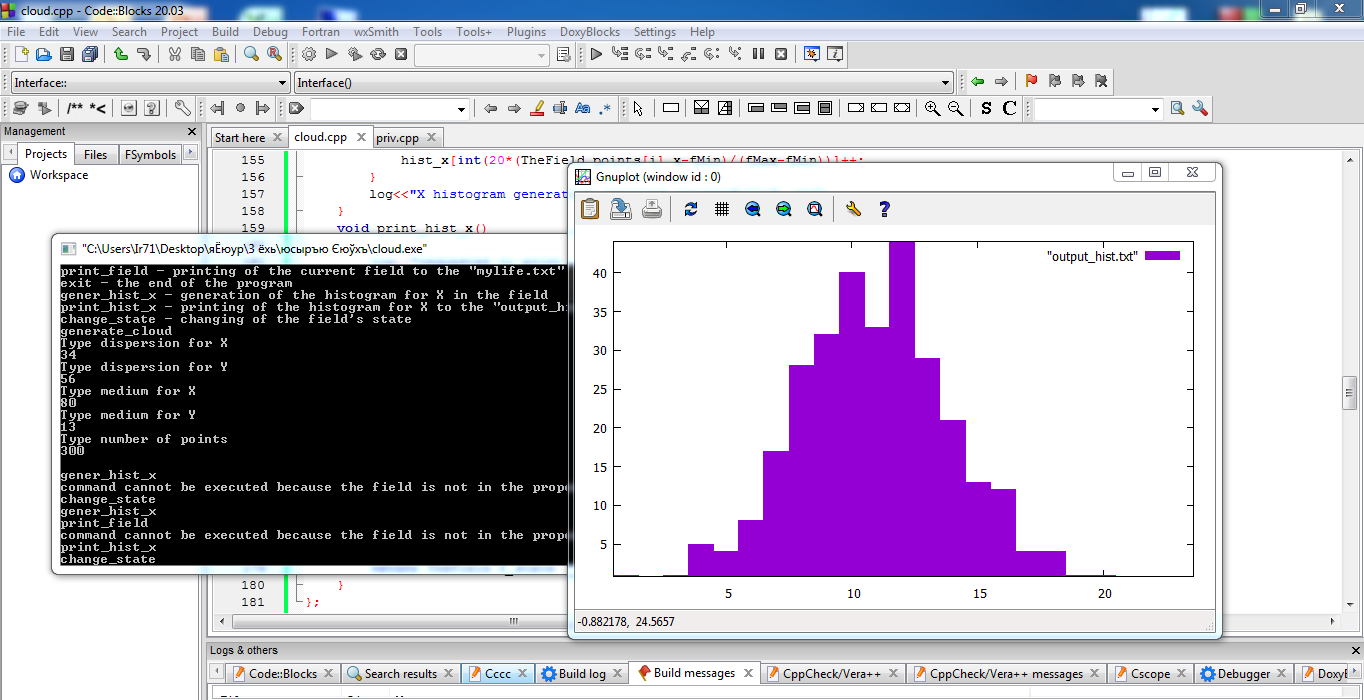 cloud.cpp - Code::Blocks 20.03
File Edit View Search Project Build Debug Fortran wxSmith Tools Tools+ Plugins DoxyBlocks Settings Help
Interface:: Interface()
/** *< Aa .* S C
Management
Projects Files FSymbols
Workspace
Start here cloud.cpp priv.cpp
155 hist_x[int(20*(TheField.points[i].x-fMin)/(fMax-fMin))]++;
156 }
157 log<<"X histogram generat
158 }
159 void print_hist_x()
180 }
181 };
"C:\Users\Ir71\Desktop\яЁюур\3 ёхь\юсыръю Єюўхъ\cloud.exe"
print_field - printing of the current field to the "mylife.txt"
exit - the end of the program
gener_hist_x - generation of the histogram for X in the field
print_hist_x - printing of the histogram for X to the "output_hi
change_state - changing of the field's state
generate_cloud
Type dispersion for X
34
Type dispersion for Y
56
Type medium for X
80
Type medium for Y
13
Type number of points
300
gener_hist_x
command cannot be executed because the field is not in the prope
change_state
gener_hist_x
print_field
command cannot be executed because the field is not in the prope
print_hist_x
change_state
Gnuplot (window id : 0)
"output_hist.txt"
40
35
30
25
20
15
10
5
5 10 15 20
-0.882178, 24.5657
Logs & others
Code::Blocks Search results Cccc Build log Build messages CppCheck/Vera++ CppCheck/Vera++ messages Cscope Debugger DoxyB